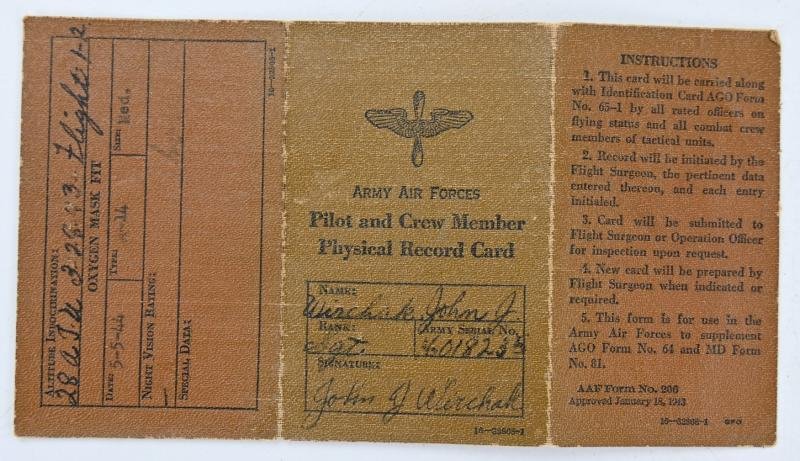 ALTITUDE INDOCTRINATION:
28 A.T.U. 3-28-43 Flight 1-2
OXYGEN MASK FIT
DATE: 5-5-44 TYPE: -14 SIZE: Med.
NIGHT VISION RATING:
SPECIAL DATA:
16-32868-1
ARMY AIR FORCES
Pilot and Crew Member
Physical Record Card
NAME:
Wirchak, John J.
RANK: ARMY SERIAL NO.
Sgt.
SIGNATURE:
John J Wirchak
16-32868-1
INSTRUCTIONS
1. This card will be carried along
with Identification Card AGO Form
No. 65-1 by all rated officers on
flying status and all combat crew
members of tactical units.
2. Record will be initiated by the
Flight Surgeon, the pertinent data
entered thereon, and each entry
initialed.
3. Card will be submitted to
Flight Surgeon or Operation Officer
for inspection upon request.
4. New card will be prepared by
Flight Surgeon when indicated or
required.
5. This form is for use in the
Army Air Forces to supplement
AGO Form No. 64 and MD Form
No. 81.
AAF Form No. 206
Approved January 18, 1943
16-32868-1 GPO